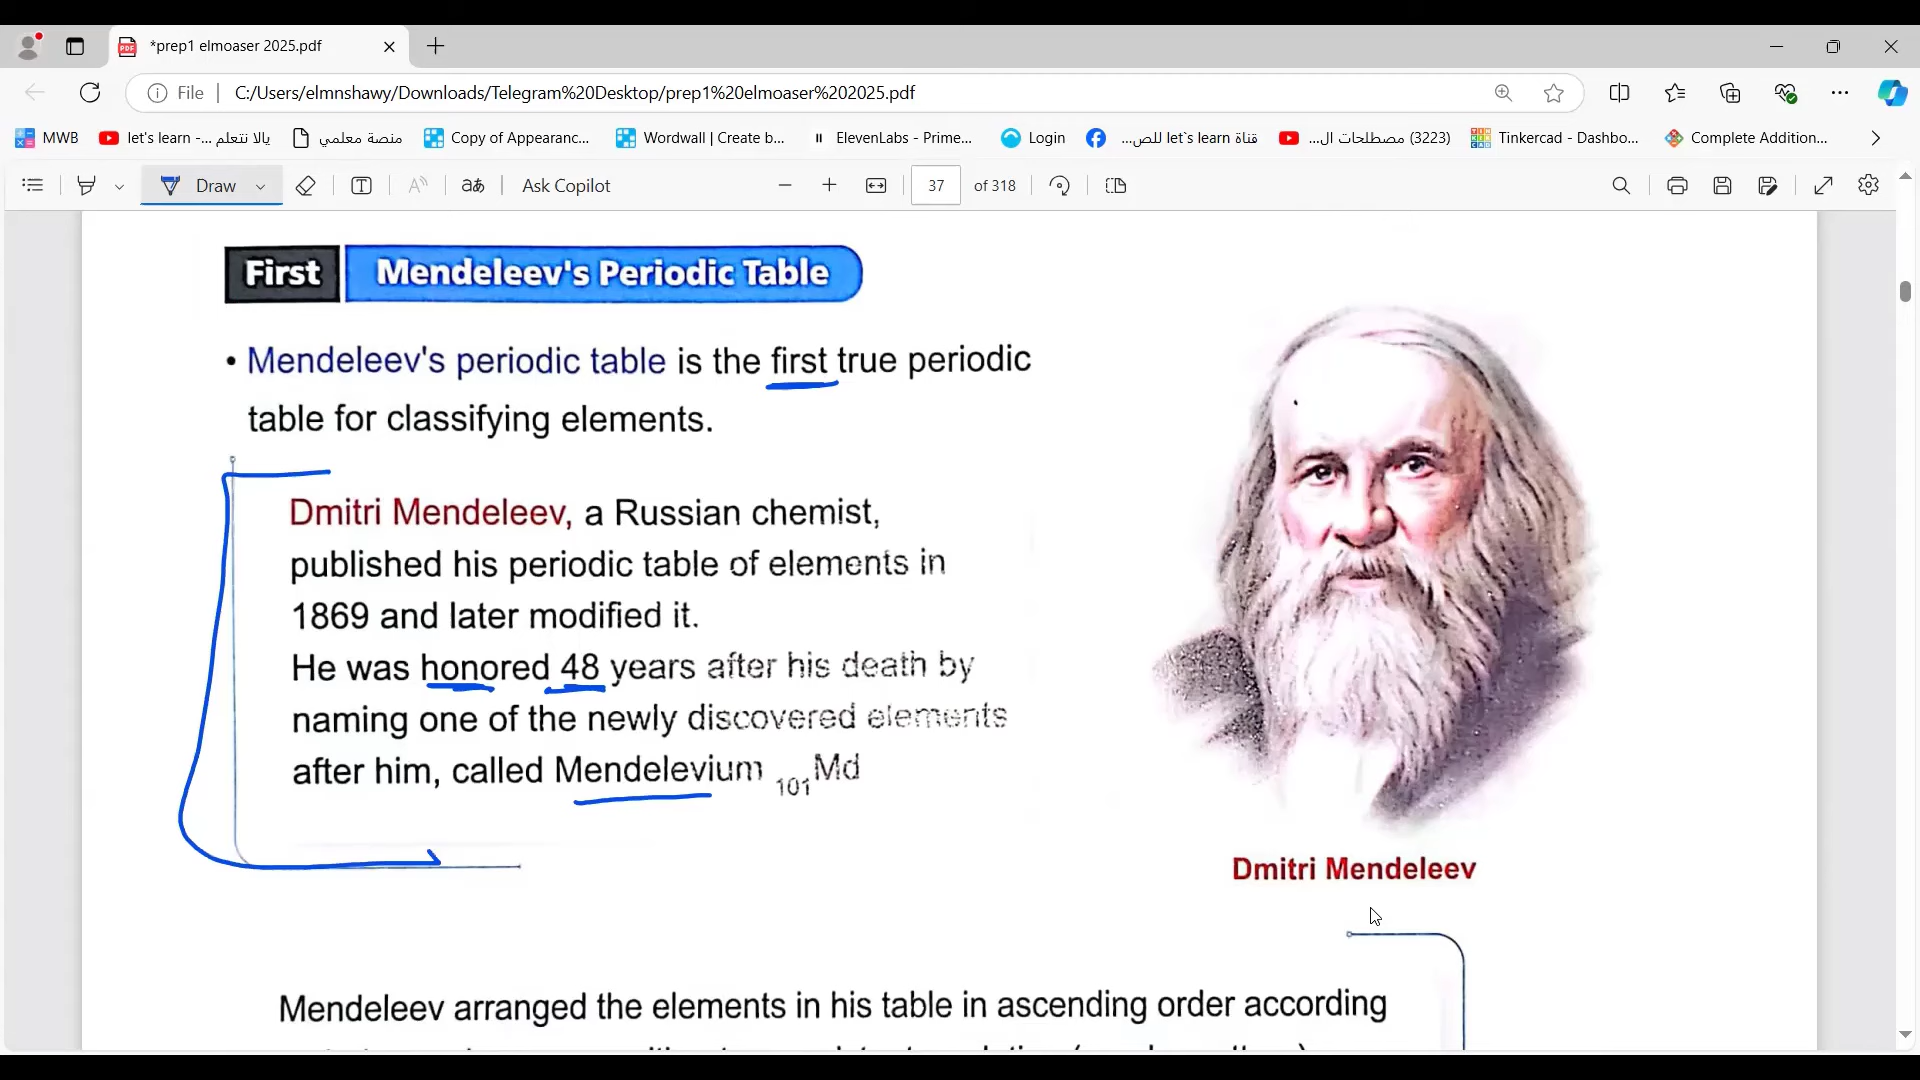 *prep1 elmoaser 2025.pdf
File
C:/Users/elmnshawy/Downloads/Telegram%20Desktop/prep1%20elmoaser%202025.pdf
MWB
let's learn -... يالا نتعلم
منصة معلمي
Copy of Appearanc...
Wordwall | Create b...
ElevenLabs - Prime...
Login
قناة let`s learn للص...
(3223) مصطلحات ال...
Tinkercad - Dashbo...
Complete Addition...
Draw
Ask Copilot
37 of 318
First Mendeleev's Periodic Table
• Mendeleev's periodic table is the first true periodic
table for classifying elements.
Dmitri Mendeleev, a Russian chemist,
published his periodic table of elements in
1869 and later modified it.
He was honored 48 years after his death by
naming one of the newly discovered elements
after him, called Mendelevium 101Md
Dmitri Mendeleev
Mendeleev arranged the elements in his table in ascending order according